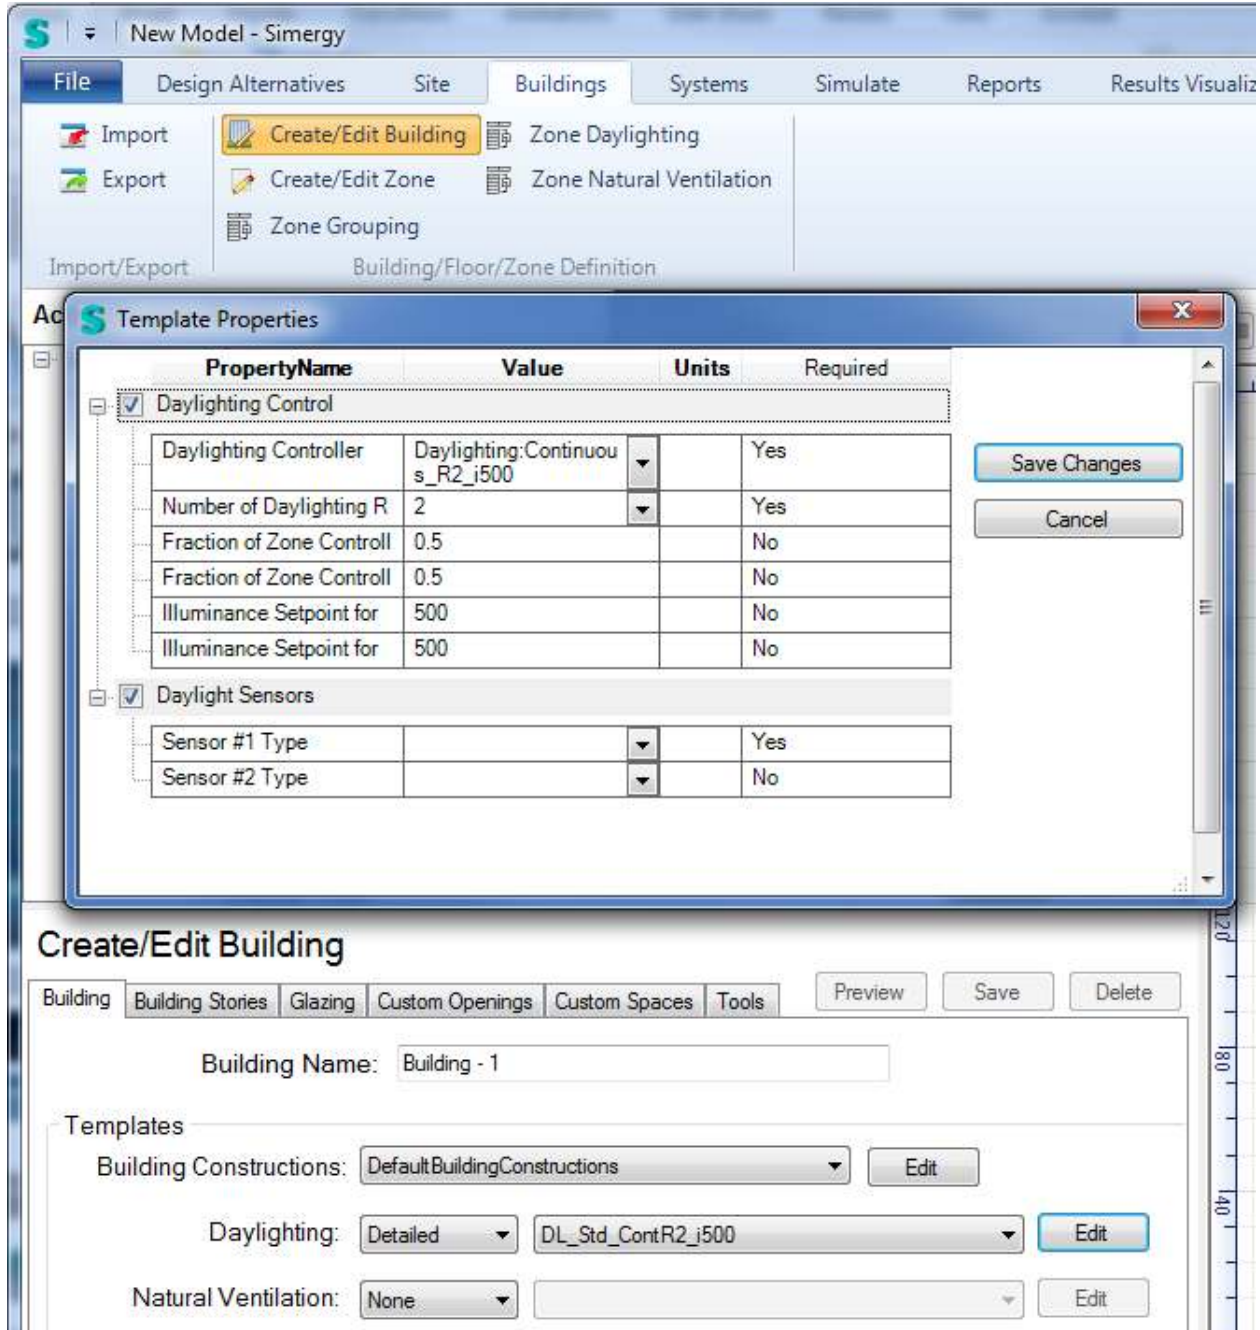 New Model - Simergy
File Design Alternatives Site Buildings Systems Simulate Reports Results Visualiz
Import Create/Edit Building Zone Daylighting
Export Create/Edit Zone Zone Natural Ventilation
Zone Grouping
Import/Export Building/Floor/Zone Definition
Ac
Template Properties
PropertyName Value Units Required
Daylighting Control
Daylighting Controller Daylighting:Continuou Yes
s_R2_i500
Save Changes
Number of Daylighting R 2 Yes
Cancel
Fraction of Zone Controll 0.5 No
Fraction of Zone Controll 0.5 No
Illuminance Setpoint for 500 No
Illuminance Setpoint for 500 No
Daylight Sensors
Sensor #1 Type Yes
Sensor #2 Type No
120
Create/Edit Building
Building Building Stories Glazing Custom Openings Custom Spaces Tools Preview Save Delete
Building Name: Building - 1
80
Templates
Building Constructions: DefaultBuildingConstructions Edit
40
Daylighting: Detailed DL_Std_ContR2_i500 Edit
Natural Ventilation: None Edit